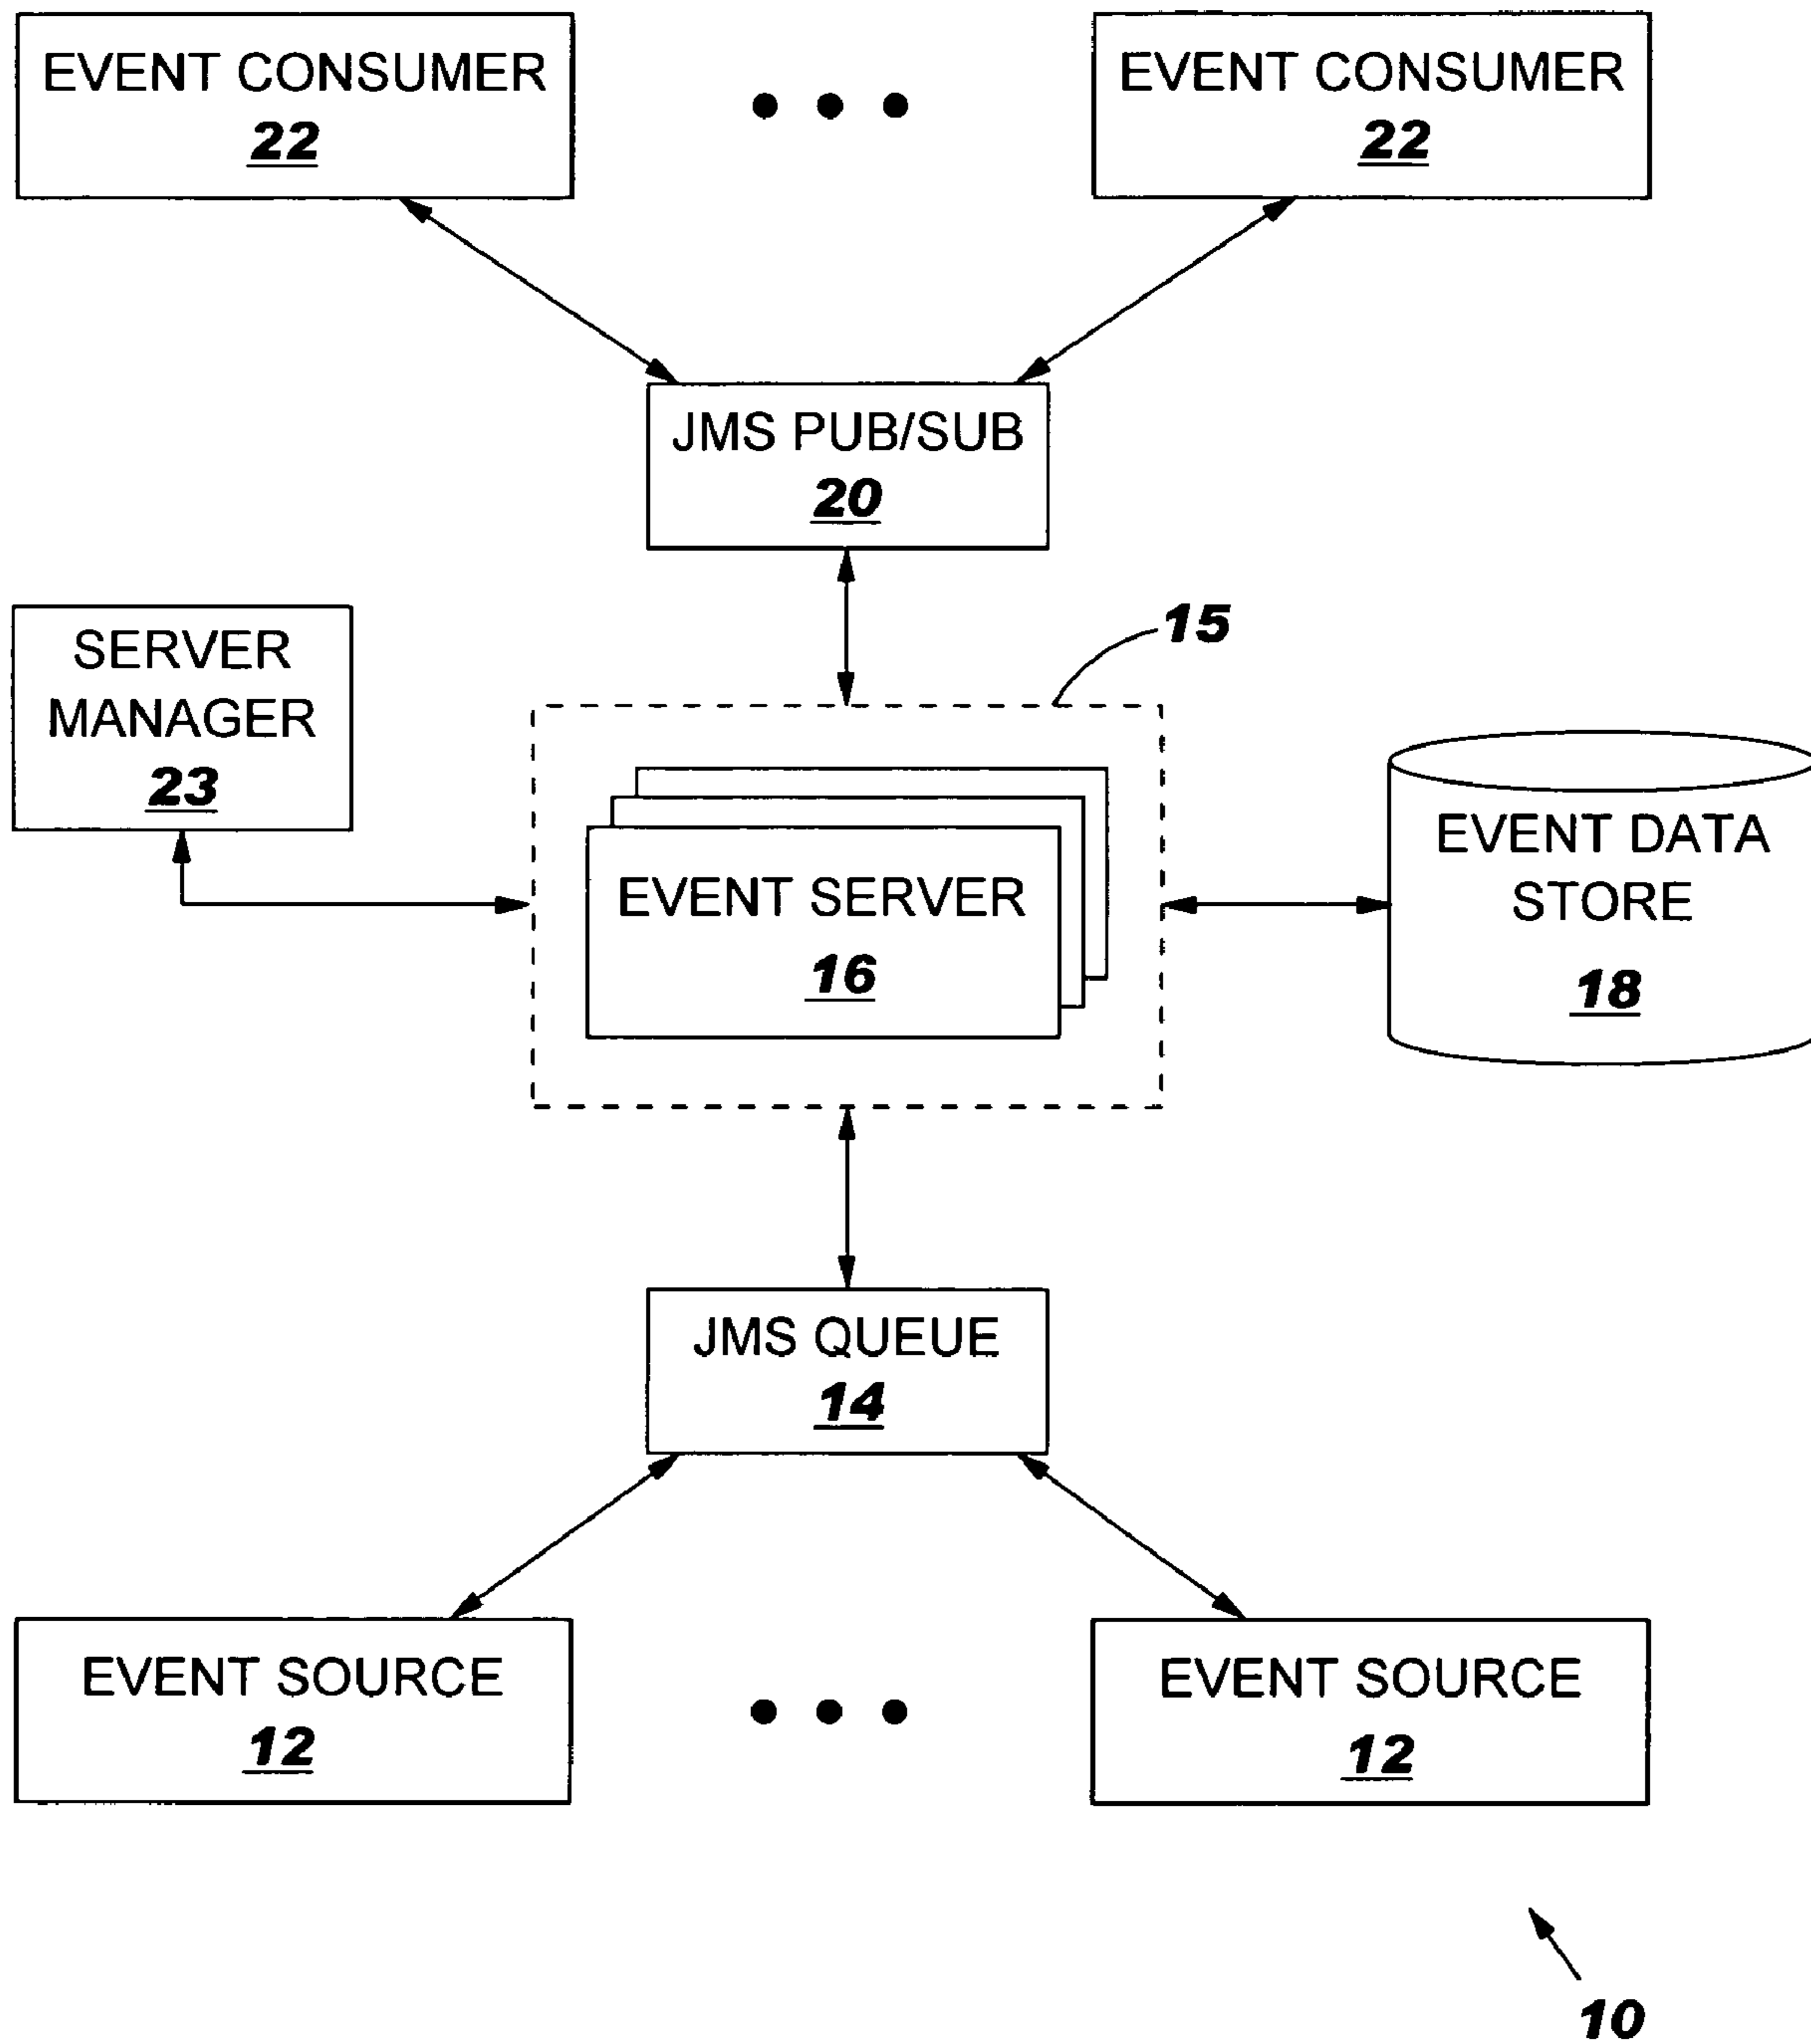 EVENT CONSUMER
22
EVENT CONSUMER
22
JMS PUB/SUB
20
SERVER
MANAGER
23
15
EVENT SERVER
16
EVENT DATA
STORE
18
JMS QUEUE
14
EVENT SOURCE
12
EVENT SOURCE
12
10